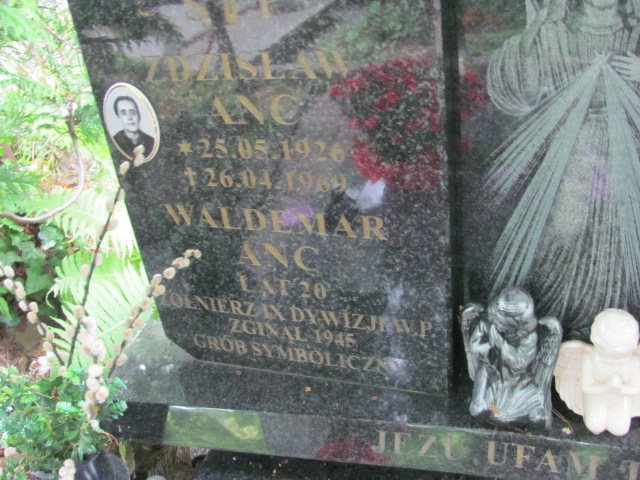 ZDZISŁAW
ANC
*25.05.1926
†26.04.1969
WALDEMAR
ANC
LAT 20
ŻOŁNIERZ IX DYWIZJI W.P.
ZGINĄŁ 1945
GRÓB SYMBOLICZNY
JEZU UFAM